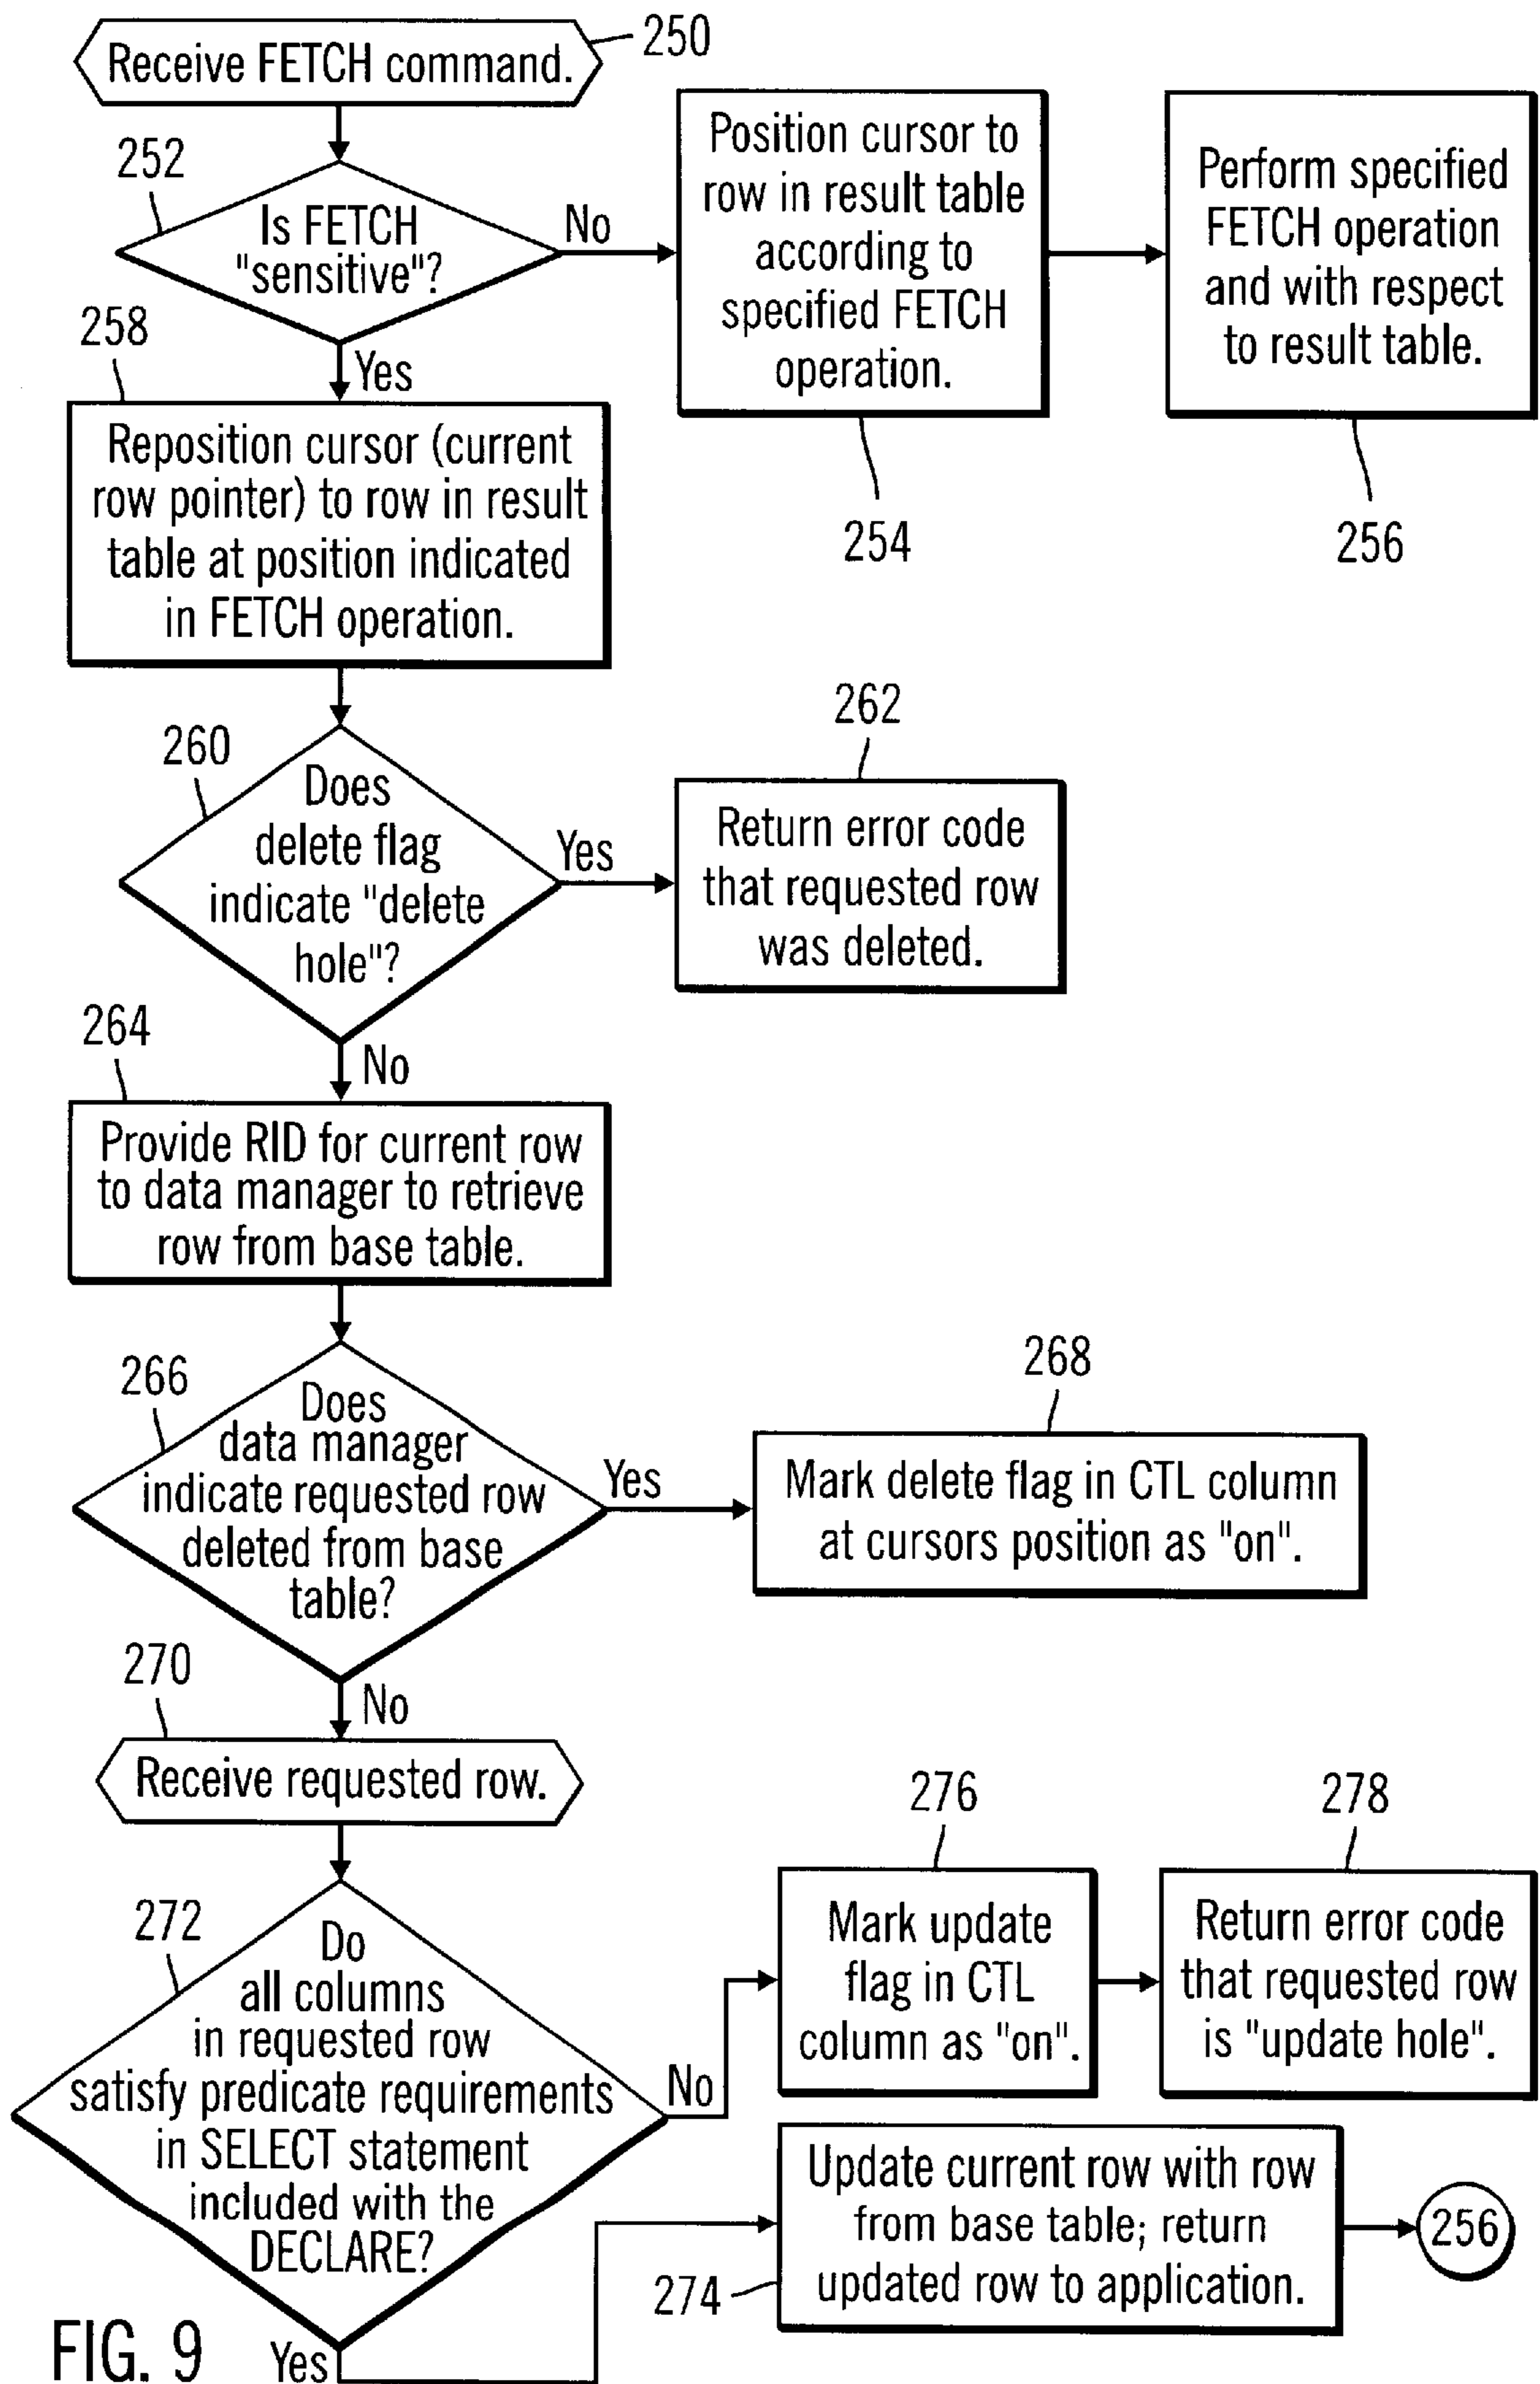 Receive FETCH command.
250
252
Is FETCH
"sensitive"?
No
Yes
Position cursor to
row in result table
according to
specified FETCH
operation.
254
Perform specified
FETCH operation
and with respect
to result table.
256
258
Reposition cursor (current
row pointer) to row in result
table at position indicated
in FETCH operation.
260
Does
delete flag
indicate "delete
hole"?
Yes
No
262
Return error code
that requested row
was deleted.
264
Provide RID for current row
to data manager to retrieve
row from base table.
266
Does
data manager
indicate requested row
deleted from base
table?
Yes
No
268
Mark delete flag in CTL column
at cursors position as "on".
270
Receive requested row.
272
Do
all columns
in requested row
satisfy predicate requirements
in SELECT statement
included with the
DECLARE?
No
Yes
276
Mark update
flag in CTL
column as "on".
278
Return error code
that requested row
is "update hole".
Update current row with row
from base table; return
updated row to application.
274
256
FIG. 9